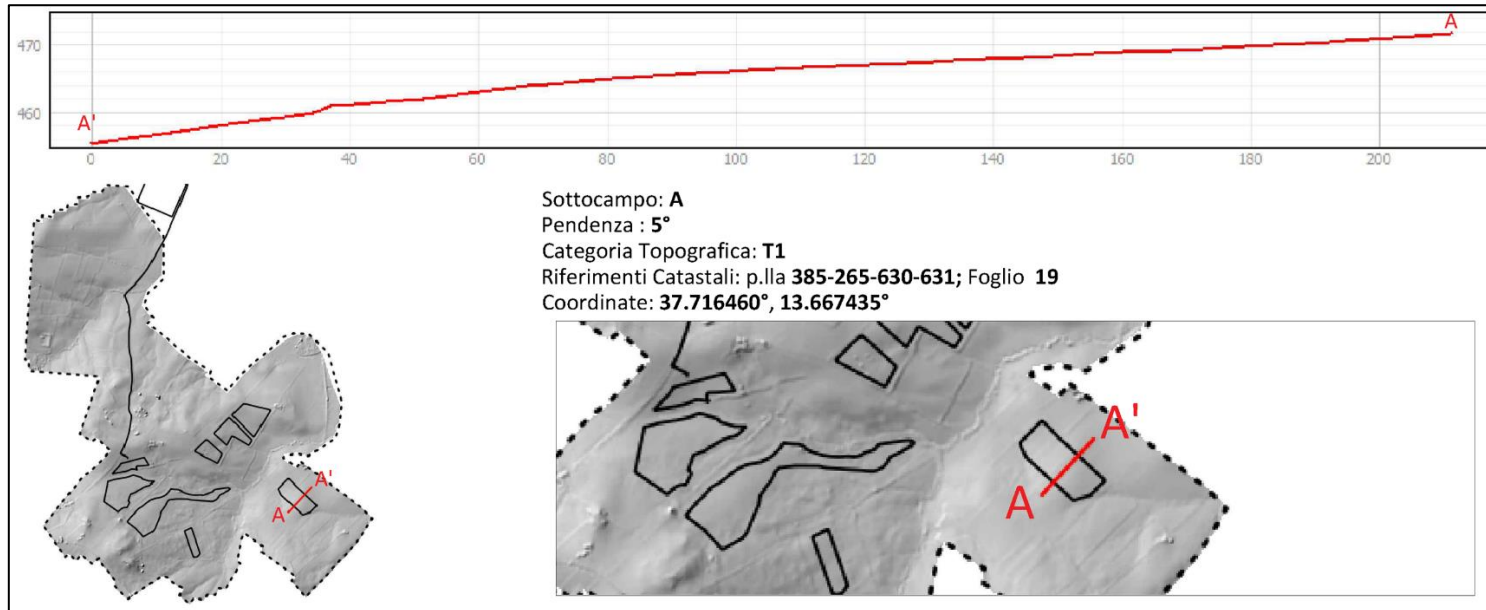 A
470
460
A'
0 20 40 60 80 100 120 140 160 180 200
Sottocampo: A
Pendenza : 5°
Categoria Topografica: T1
Riferimenti Catastali: p.lla 385-265-630-631; Foglio 19
Coordinate: 37.716460°, 13.667435°
A'
A
A'
A